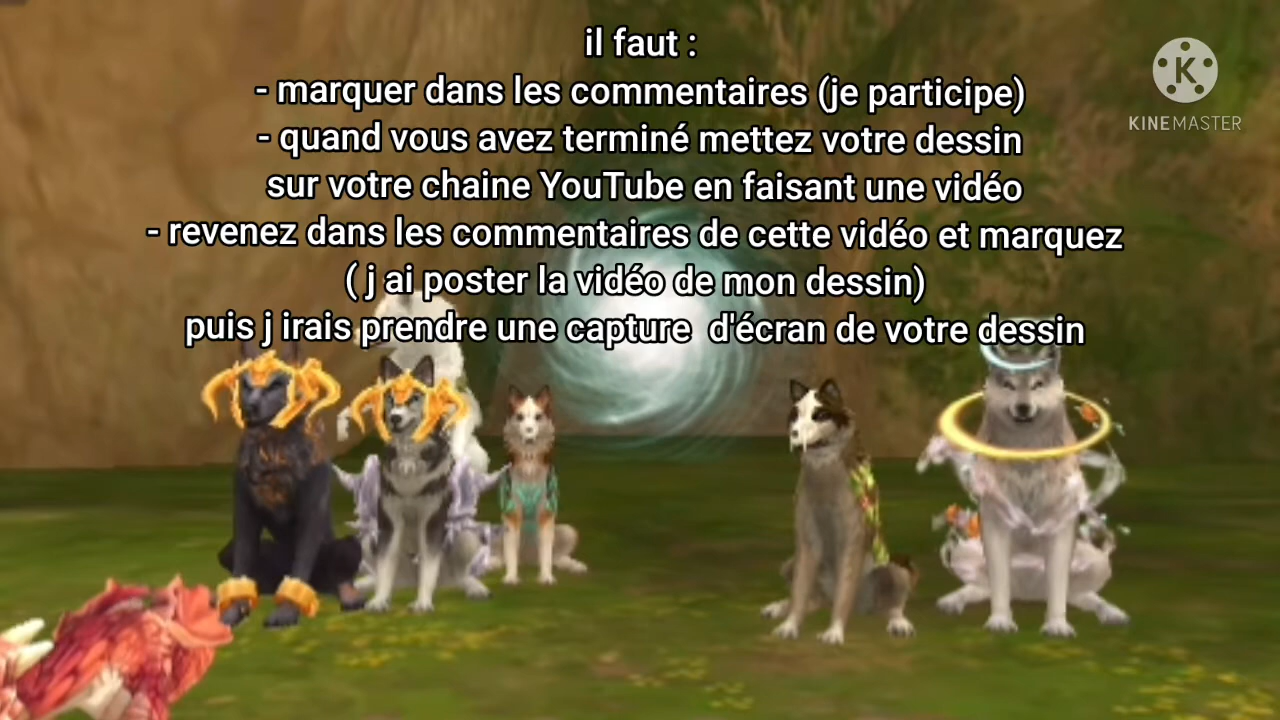 il faut :
- marquer dans les commentaires (je participe)
- quand vous avez terminé mettez votre dessin
sur votre chaine YouTube en faisant une vidéo
- revenez dans les commentaires de cette vidéo et marquez
( j ai poster la vidéo de mon dessin)
puis j irais prendre une capture  d'écran de votre dessin
K
KINEMASTER